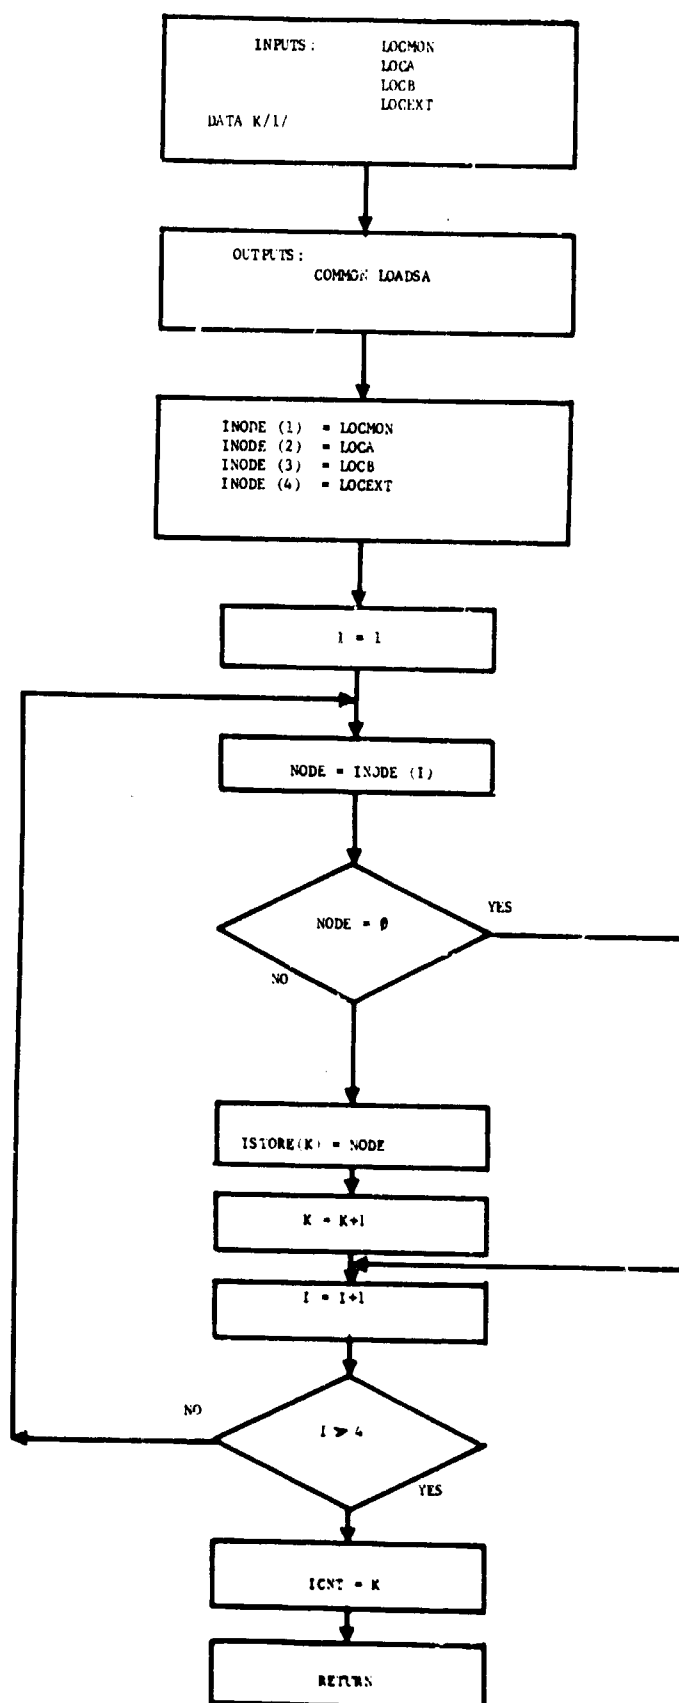 INPUTS: LOCMON
LOCA
LOCB
LOCEXT
DATA K/1/
OUTPUTS:
COMMON LOADSA
INODE (1) = LOCMON
INODE (2) = LOCA
INODE (3) = LOCB
INODE (4) = LOCEXT
I = 1
NODE = INODE (I)
NODE = Ø
YES
NO
ISTORE(K) = NODE
K = K+1
I = I+1
I > 4
NO
YES
ICNT = K
RETURN